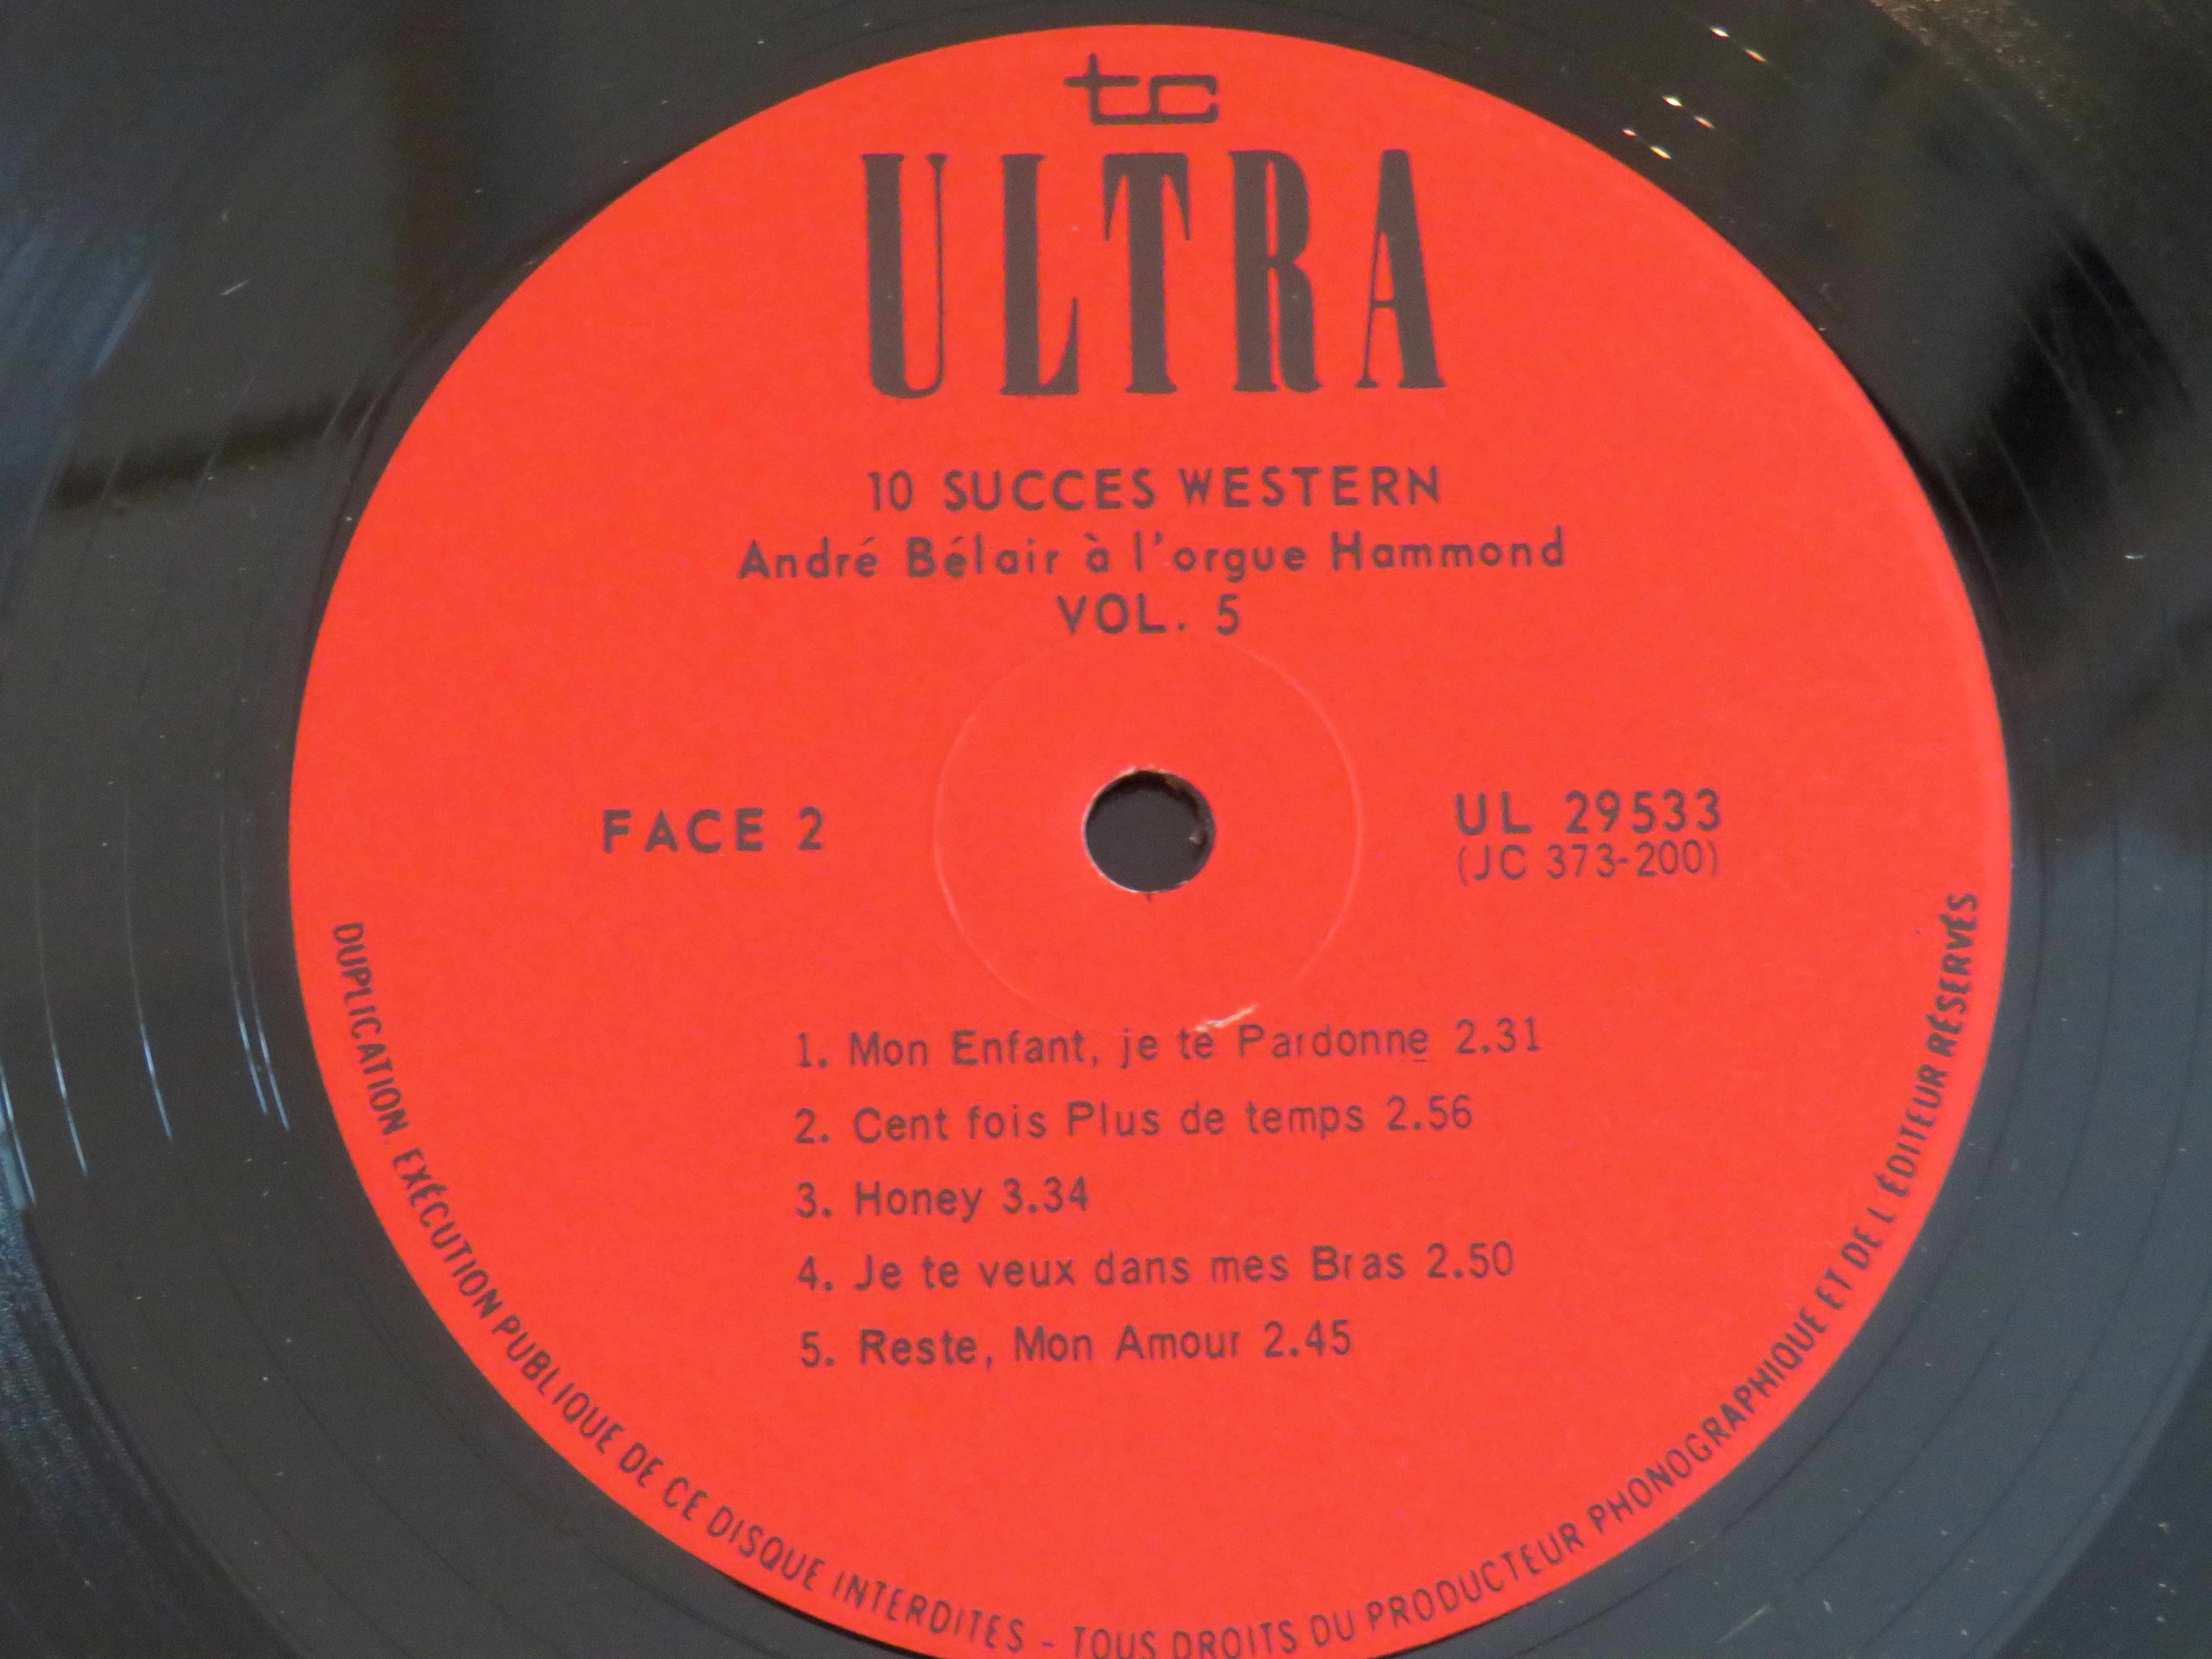 tc
ULTRA
10 SUCCES WESTERN
André Bélair à l'orgue Hammond
VOL. 5
FACE 2
UL 29533
(JC 373-200)
1. Mon Enfant, je te Pardonne 2.31
2. Cent fois Plus de temps 2.56
3. Honey 3.34
4. Je te veux dans mes Bras 2.50
5. Reste, Mon Amour 2.45
DUPLICATION, EXÉCUTION PUBLIQUE DE CE DISQUE INTERDITES - TOUS DROITS DU PRODUCTEUR PHONOGRAPHIQUE ET DE L'ÉDITEUR RÉSERVÉS